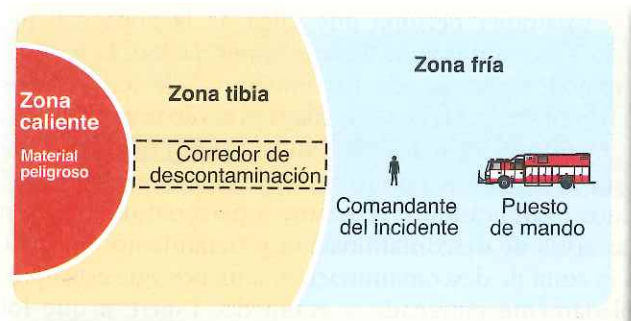 Zona
caliente
Material
peligroso
Zona tibia
Corredor de
descontaminación
Zona fría
Comandante
del incidente
Puesto
de mando